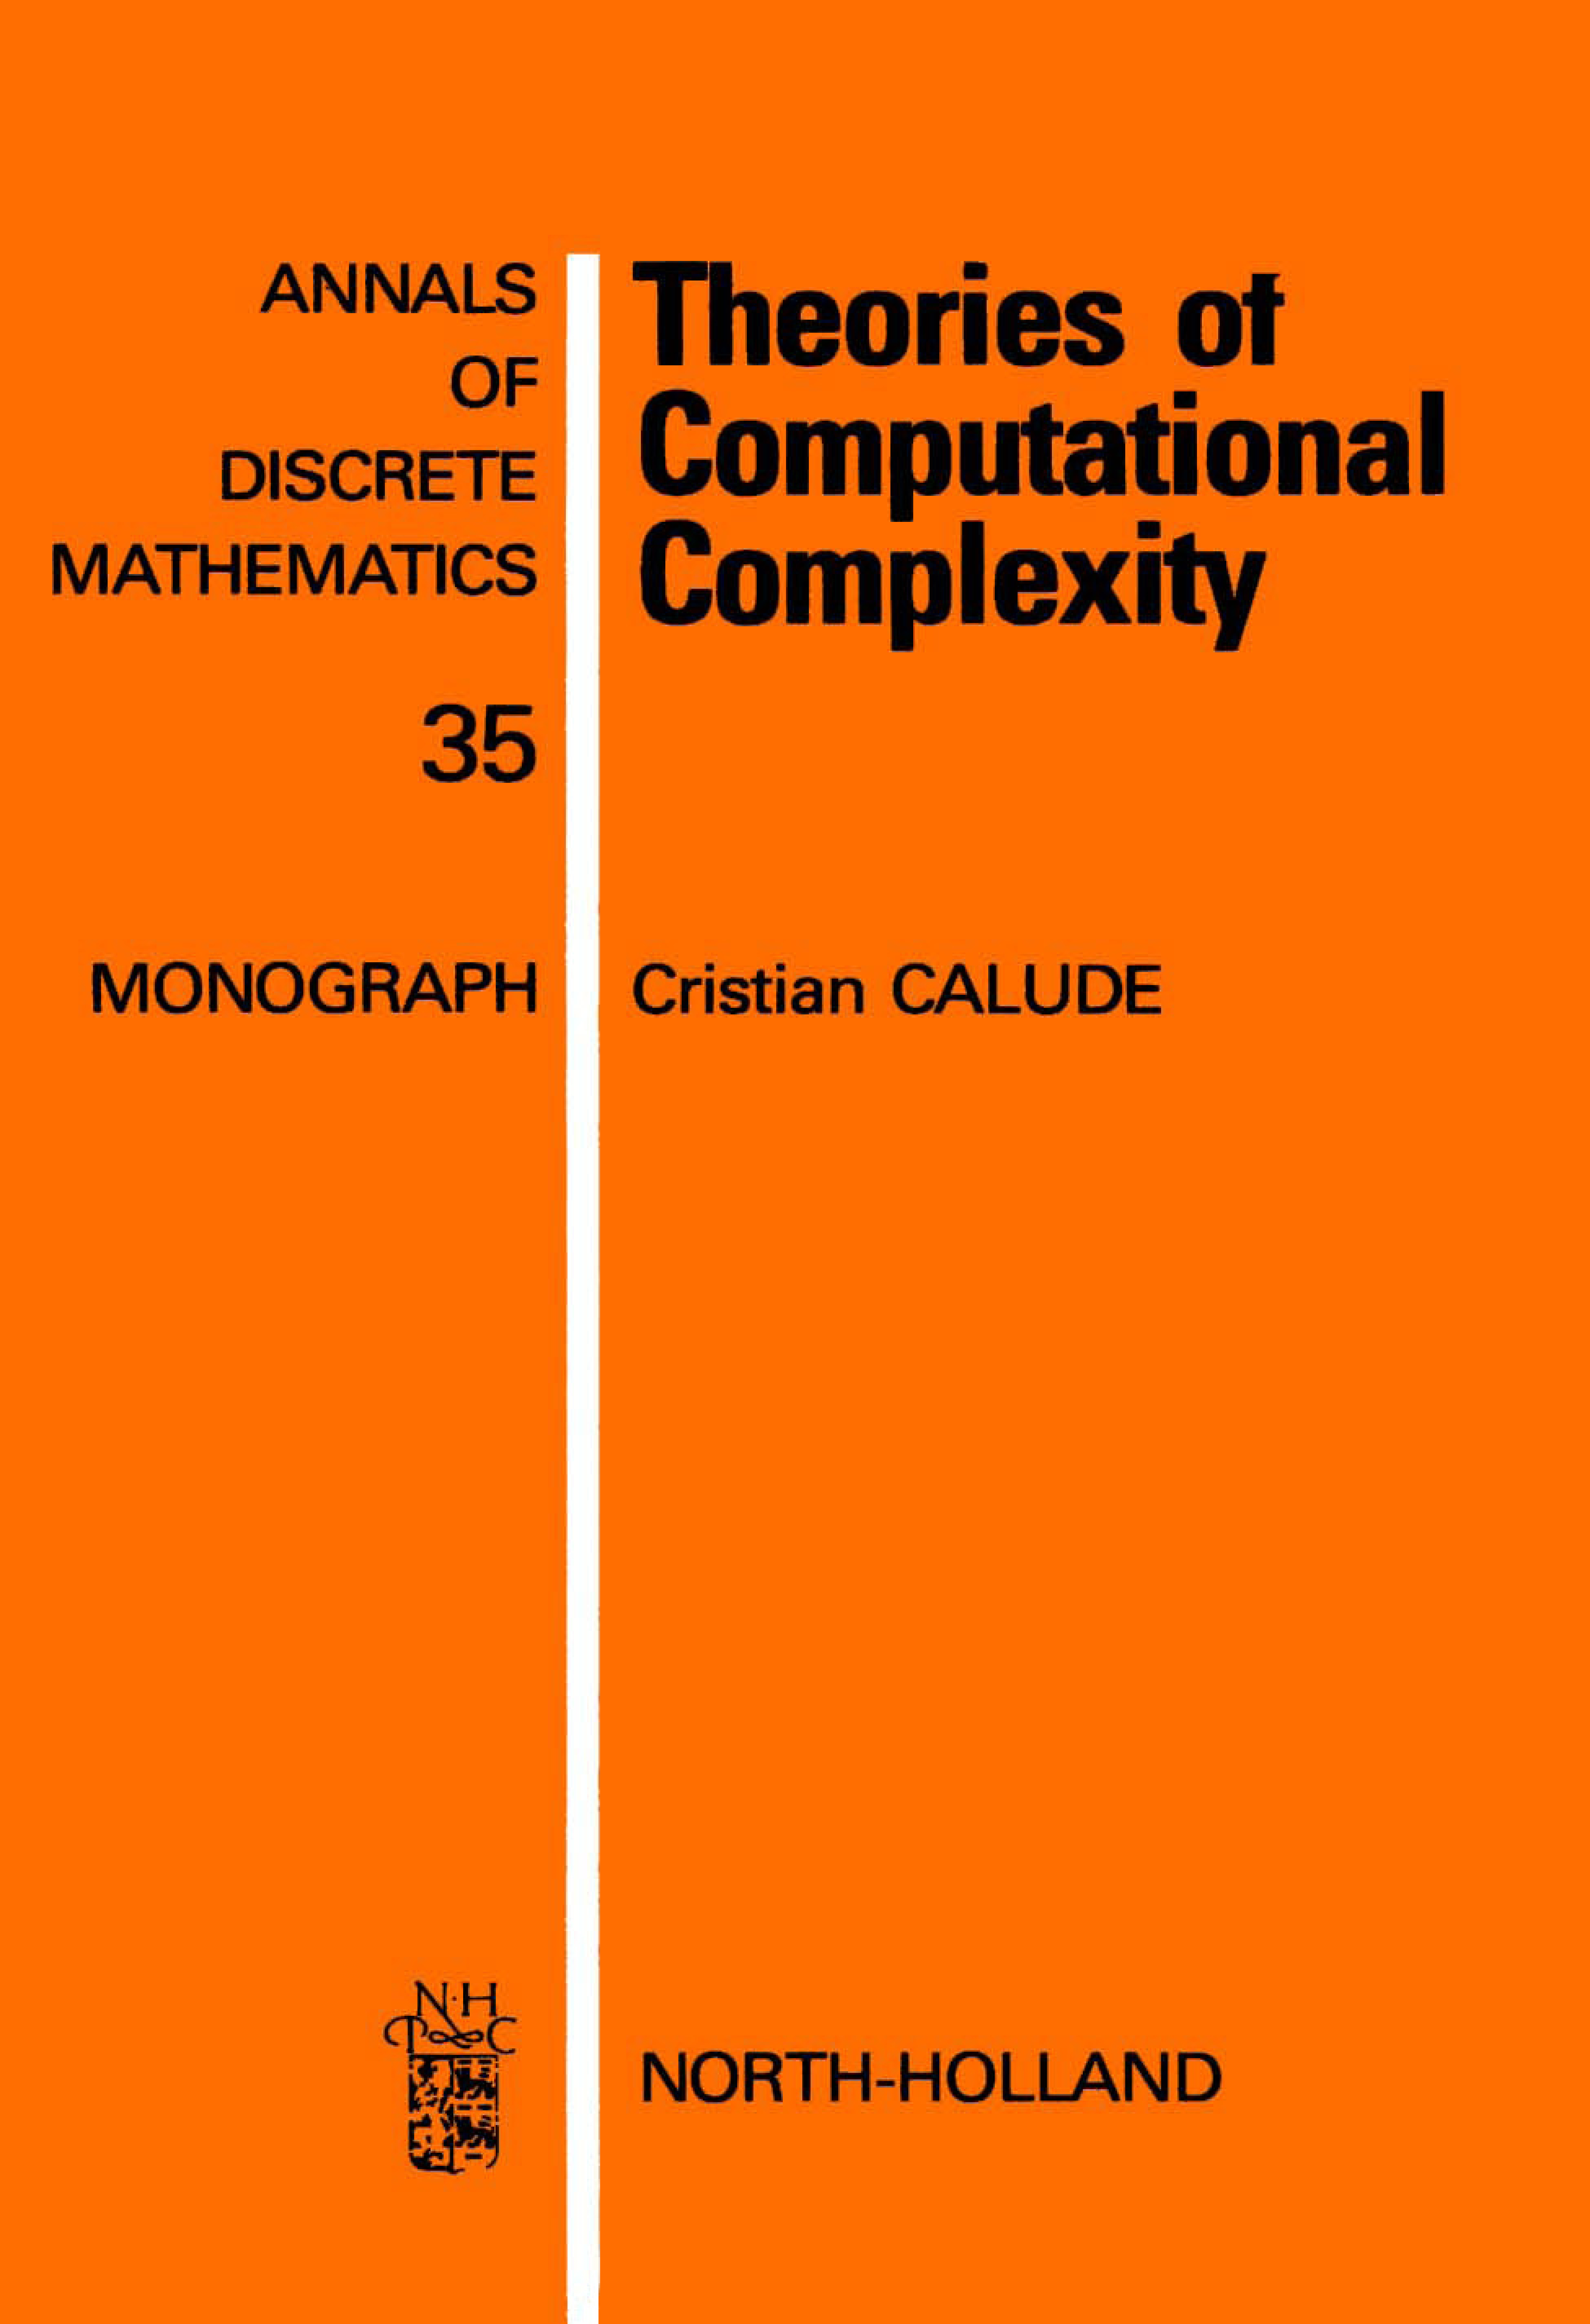 ANNALS
OF
DISCRETE
MATHEMATICS
35
MONOGRAPH
Theories of
Computational
Complexity
Cristian CALUDE
N·H
P C
NORTH-HOLLAND